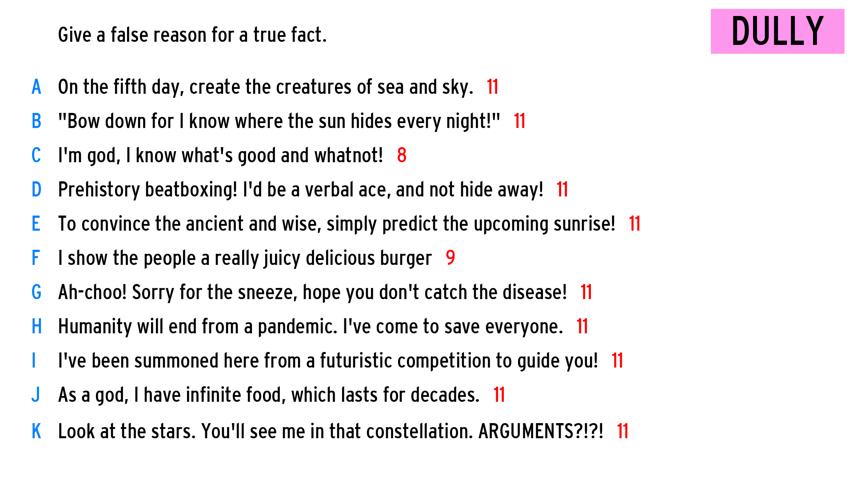 Give a false reason for a true fact.
DULLY
A On the fifth day, create the creatures of sea and sky. 11
B "Bow down for I know where the sun hides every night!" 11
C I'm god, I know what's good and whatnot! 8
D Prehistory beatboxing! I'd be a verbal ace, and not hide away! 11
E To convince the ancient and wise, simply predict the upcoming sunrise! 11
F I show the people a really juicy delicious burger 9
G Ah-choo! Sorry for the sneeze, hope you don't catch the disease! 11
H Humanity will end from a pandemic. I've come to save everyone. 11
I I've been summoned here from a futuristic competition to guide you! 11
J As a god, I have infinite food, which lasts for decades. 11
K Look at the stars. You'll see me in that constellation. ARGUMENTS?!?! 11